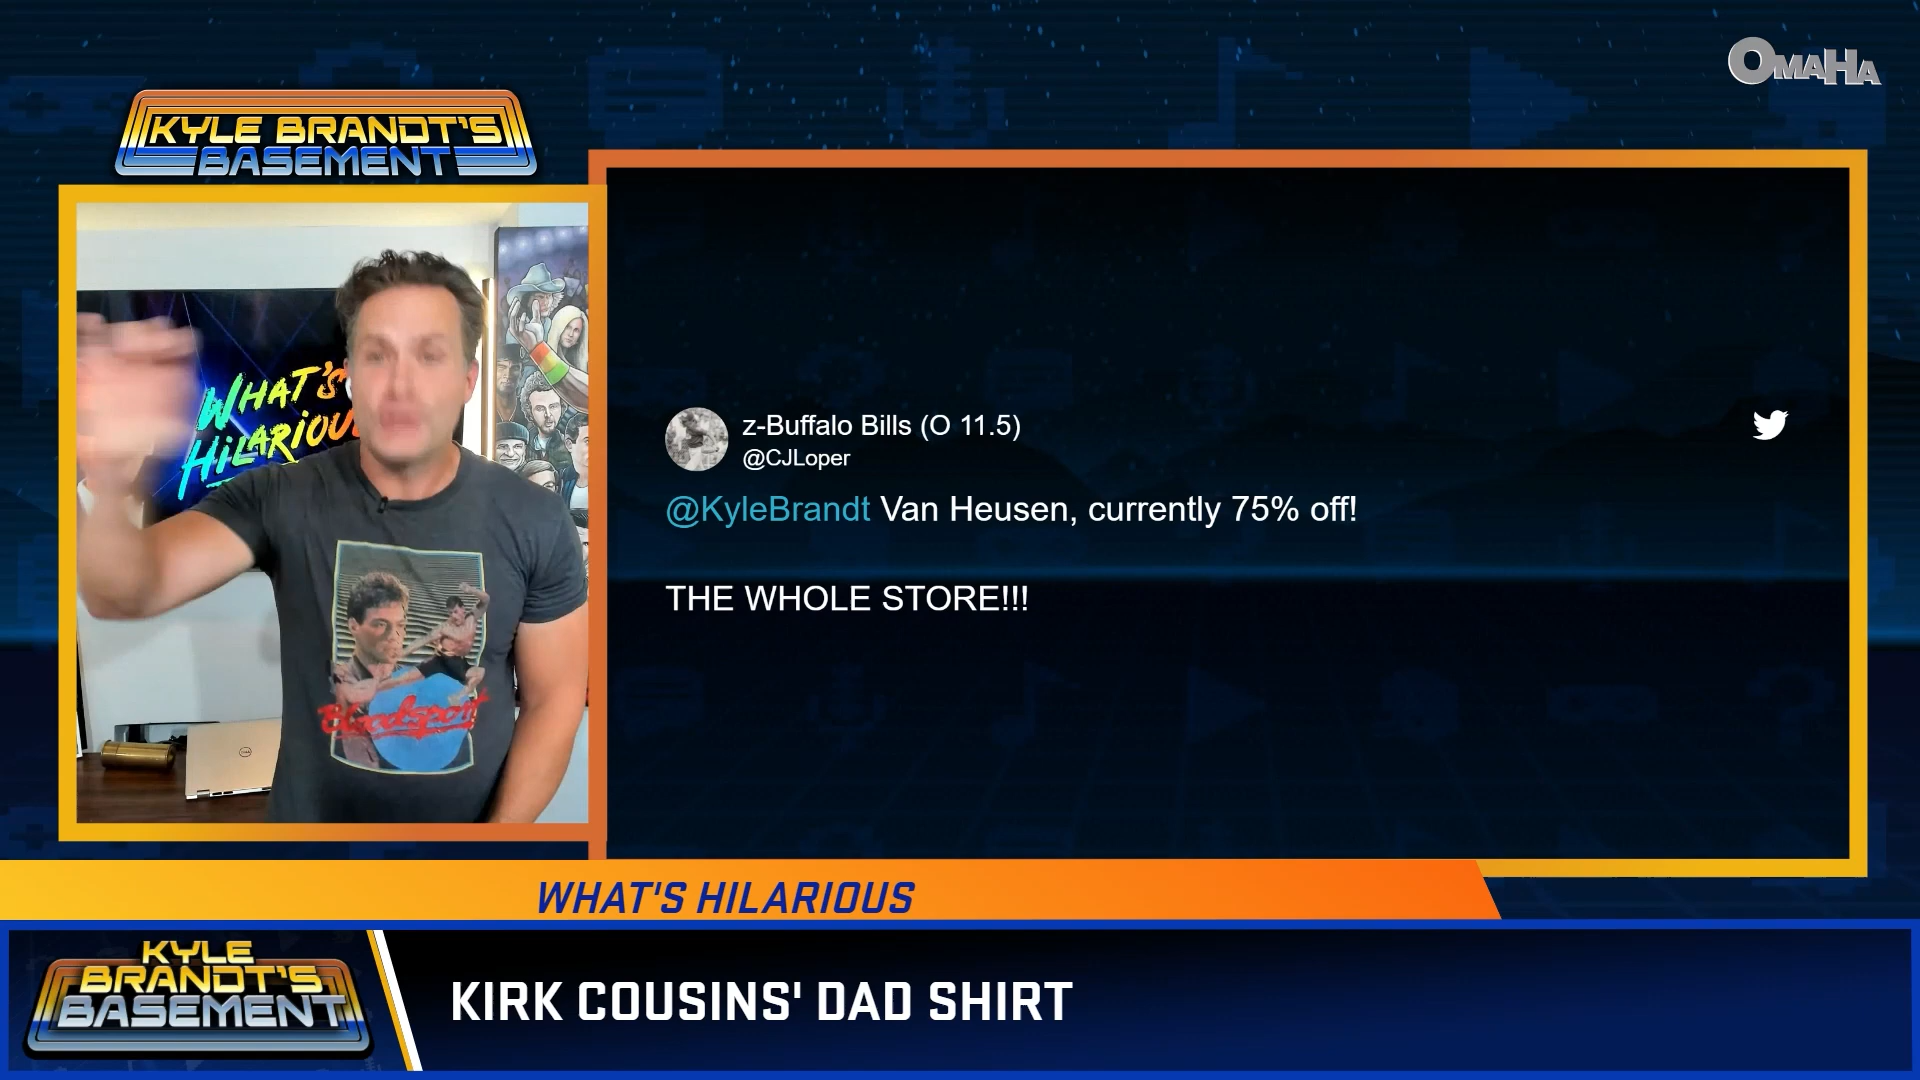 OMAHA
KYLE BRANDT'S
BASEMENT
WHAT'S
HILARIOU
z-Buffalo Bills (O 11.5)
@CJLoper
@KyleBrandt Van Heusen, currently 75% off!
THE WHOLE STORE!!!
Bloodsport
DELL
WHAT'S HILARIOUS
KYLE
BRANDT'S
BASEMENT
KIRK COUSINS' DAD SHIRT